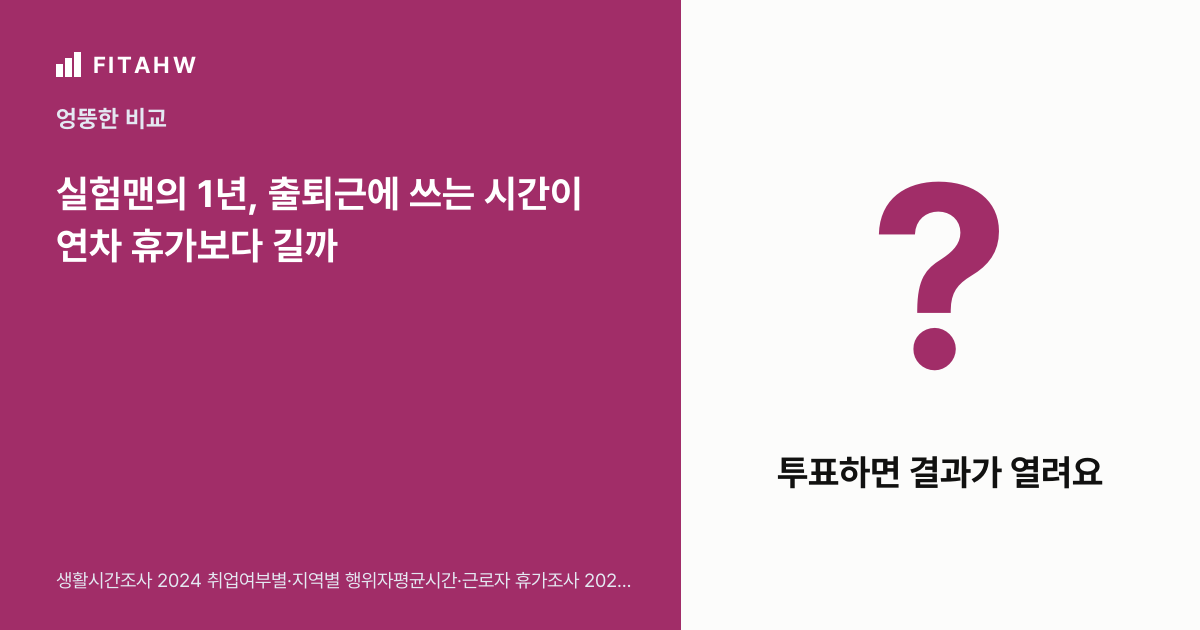 FITAHW
엉뚱한 비교
실험맨의 1년, 출퇴근에 쓰는 시간이
연차 휴가보다 길까
생활시간조사 2024 취업여부별·지역별 행위자평균시간·근로자 휴가조사 202...
?
투표하면 결과가 열려요